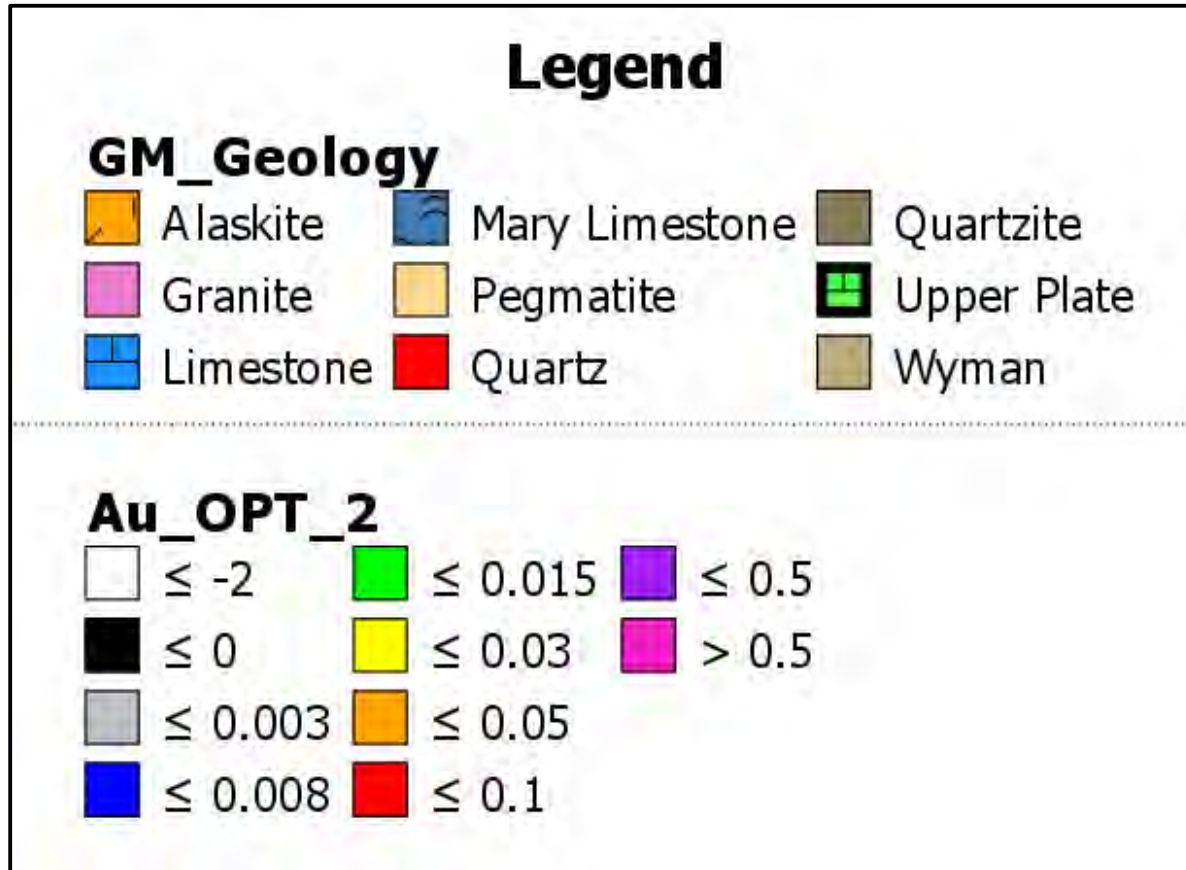 Legend
GM_Geology
Alaskite Mary Limestone Quartzite
Granite Pegmatite Upper Plate
Limestone Quartz Wyman
Au_OPT_2
≤ -2 ≤ 0.015 ≤ 0.5
≤ 0 ≤ 0.03 > 0.5
≤ 0.003 ≤ 0.05
≤ 0.008 ≤ 0.1